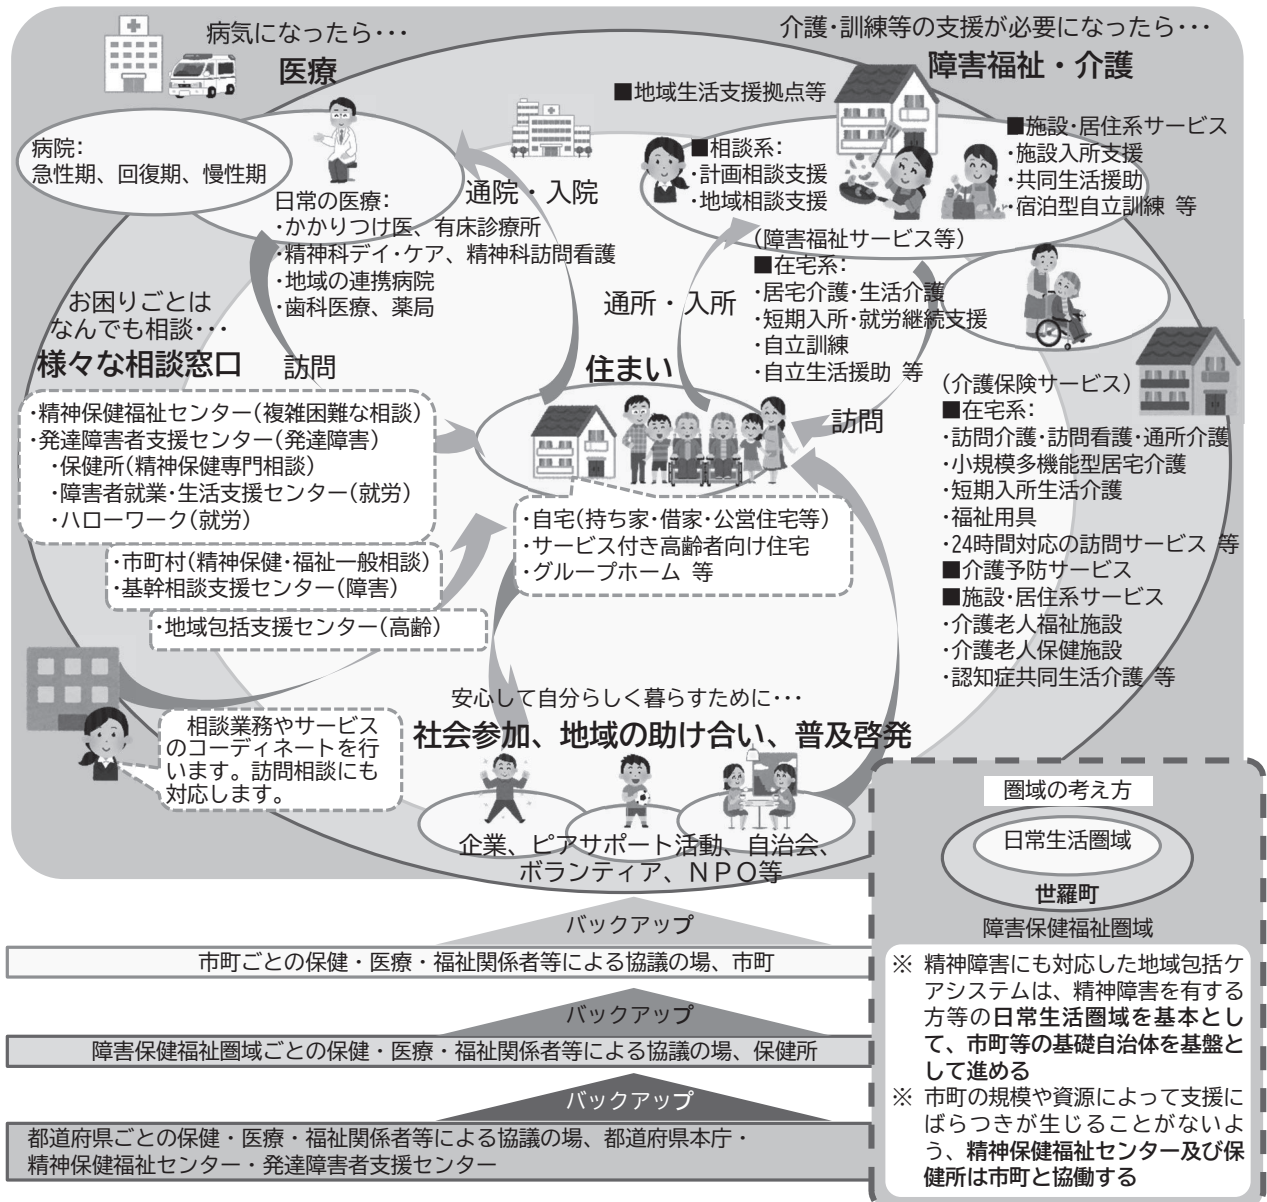 病気になったら･･･
医療
病院：
急性期、回復期、慢性期
日常の医療：
・かかりつけ医、有床診療所
・精神科デイ・ケア、精神科訪問看護
・地域の連携病院
・歯科医療、薬局
通院・入院
介護・訓練等の支援が必要になったら･･･
障害福祉・介護
■地域生活支援拠点等
■相談系：
・計画相談支援
・地域相談支援
■施設・居住系サービス
・施設入所支援
・共同生活援助
・宿泊型自立訓練 等
(障害福祉サービス等)
■在宅系：
・居宅介護・生活介護
・短期入所・就労継続支援
・自立訓練
・自立生活援助 等
通所・入所
訪問
(介護保険サービス)
■在宅系：
・訪問介護・訪問看護・通所介護
・小規模多機能型居宅介護
・短期入所生活介護
・福祉用具
・24時間対応の訪問サービス 等
■介護予防サービス
■施設・居住系サービス
・介護老人福祉施設
・介護老人保健施設
・認知症共同生活介護 等
お困りごとは
なんでも相談･･･
様々な相談窓口
訪問
・精神保健福祉センター(複雑困難な相談)
・発達障害者支援センター(発達障害)
・保健所(精神保健専門相談)
・障害者就業・生活支援センター(就労)
・ハローワーク(就労)
・市町村(精神保健・福祉一般相談)
・基幹相談支援センター(障害)
・地域包括支援センター(高齢)
相談業務やサービス
のコーディネートを行
います。訪問相談にも
対応します。
住まい
・自宅(持ち家・借家・公営住宅等)
・サービス付き高齢者向け住宅
・グループホーム 等
安心して自分らしく暮らすために･･･
社会参加、地域の助け合い、普及啓発
企業、ピアサポート活動、自治会、
ボランティア、ＮＰＯ等
バックアップ
市町ごとの保健・医療・福祉関係者等による協議の場、市町
バックアップ
障害保健福祉圏域ごとの保健・医療・福祉関係者等による協議の場、保健所
バックアップ
都道府県ごとの保健・医療・福祉関係者等による協議の場、都道府県本庁・
精神保健福祉センター・発達障害者支援センター
圏域の考え方
日常生活圏域
世羅町
障害保健福祉圏域
※ 精神障害にも対応した地域包括ケ
アシステムは、精神障害を有する
方等の日常生活圏域を基本とし
て、市町等の基礎自治体を基盤と
して進める
※ 市町の規模や資源によって支援に
ばらつきが生じることがないよ
う、精神保健福祉センター及び保
健所は市町と協働する